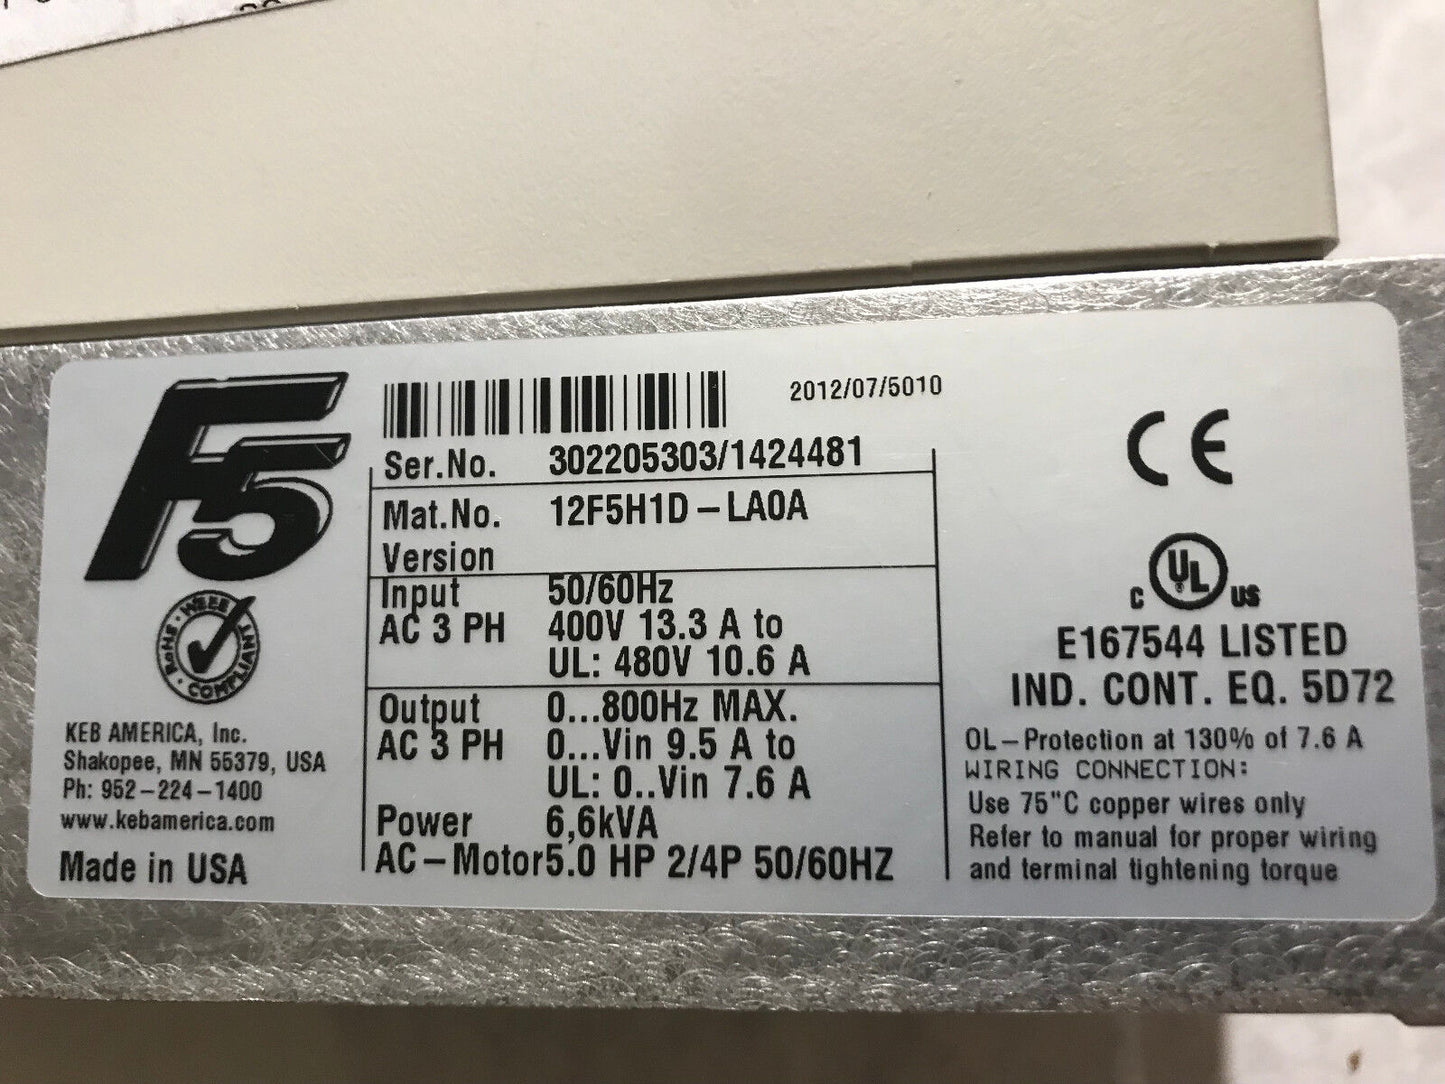 F5
2012/07/5010
Ser.No. 302205303/1424481
Mat.No. 12F5H1D-LA0A
Version
Input 50/60Hz
AC 3 PH 400V 13.3 A to
UL: 480V 10.6 A
Output 0...800Hz MAX.
AC 3 PH 0...Vin 9.5 A to
UL: 0..Vin 7.6 A
Power 6,6kVA
AC-Motor5.0 HP 2/4P 50/60HZ
RoHS · WEEE
COMPLIANT
KEB AMERICA, Inc.
Shakopee, MN 55379, USA
Ph: 952-224-1400
www.kebamerica.com
Made in USA
CE
C UL US
E167544 LISTED
IND. CONT. EQ. 5D72
OL-Protection at 130% of 7.6 A
WIRING CONNECTION:
Use 75"C copper wires only
Refer to manual for proper wiring
and terminal tightening torque